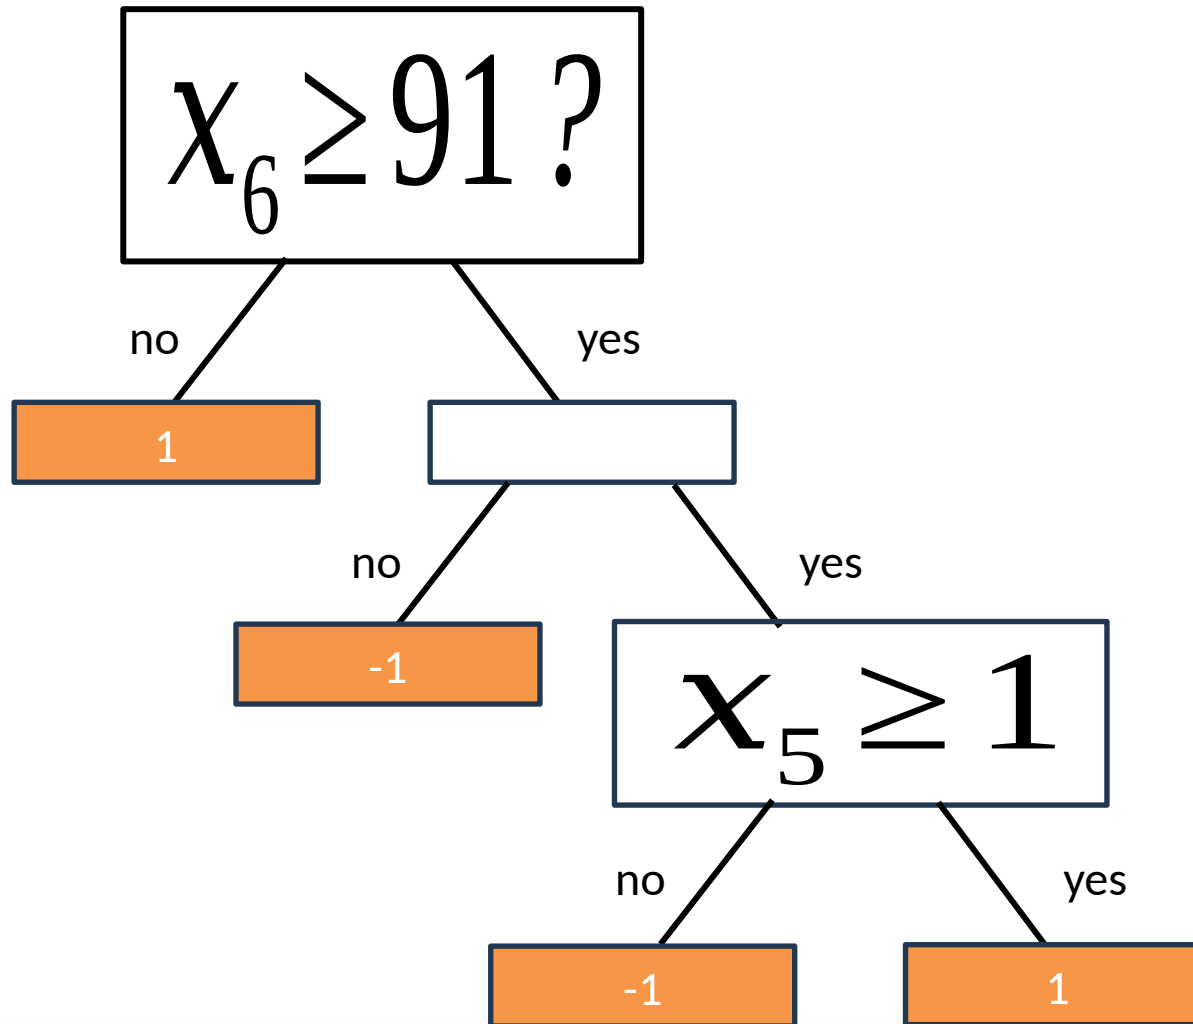 x₆ ≥ 91 ?
no
yes
1
no
yes
-1
x₅ ≥ 1
no
yes
-1
1